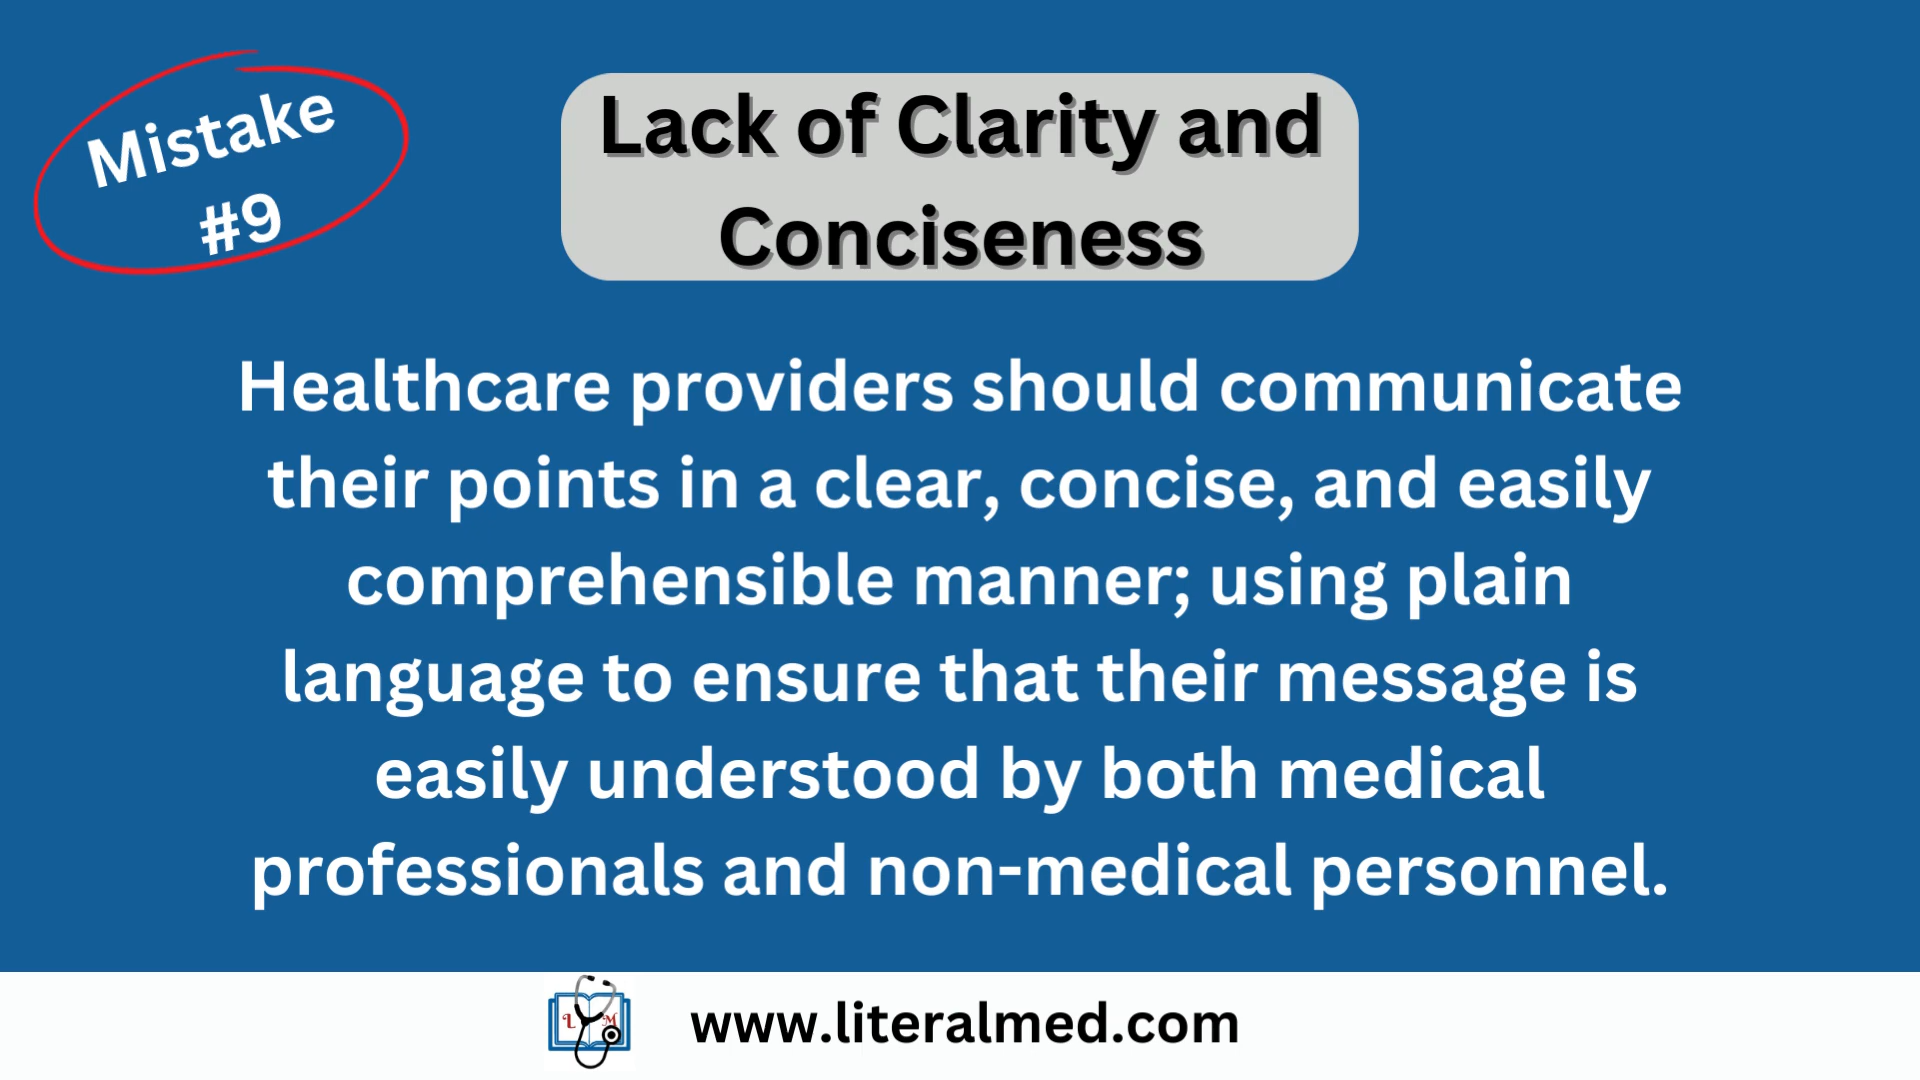 Mistake
#9
Lack of Clarity and
Conciseness
Healthcare providers should communicate
their points in a clear, concise, and easily
comprehensible manner; using plain
language to ensure that their message is
easily understood by both medical
professionals and non-medical personnel.
L M
www.literalmed.com